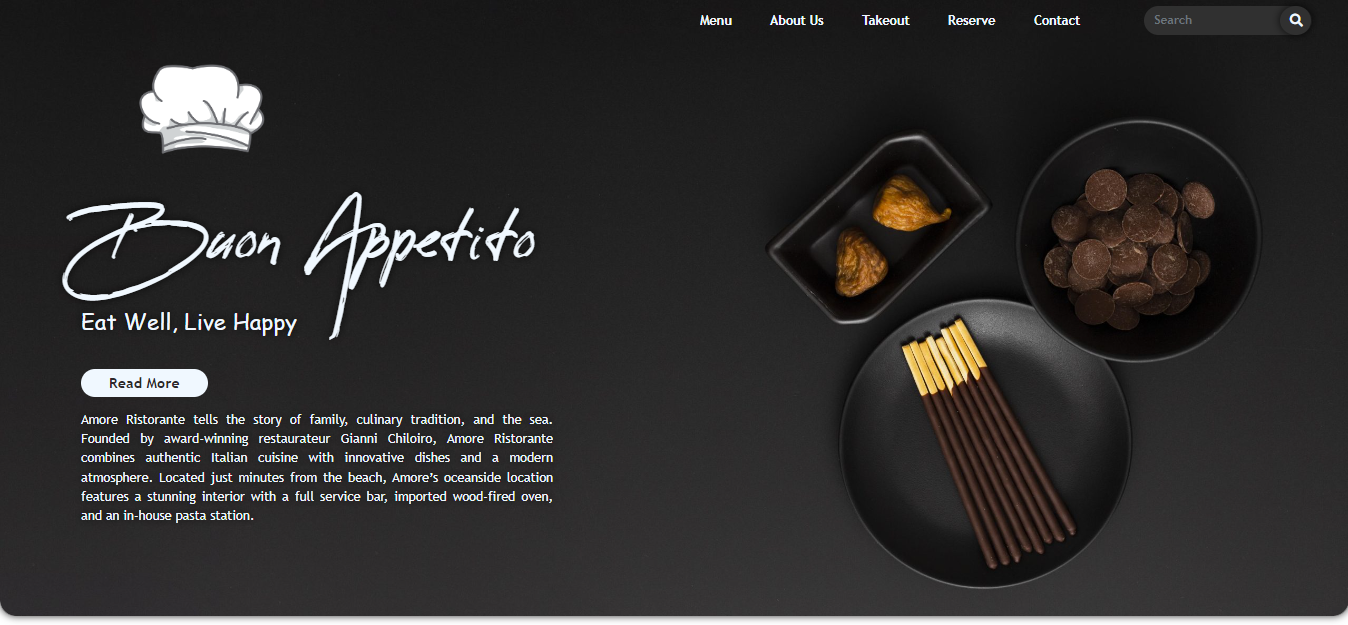 Menu About Us Takeout Reserve Contact Search
Buon Appetito
Eat Well, Live Happy
Read More
Amore Ristorante tells the story of family, culinary tradition, and the sea.
Founded by award-winning restaurateur Gianni Chiloiro, Amore Ristorante
combines authentic Italian cuisine with innovative dishes and a modern
atmosphere. Located just minutes from the beach, Amore’s oceanside location
features a stunning interior with a full service bar, imported wood-fired oven,
and an in-house pasta station.